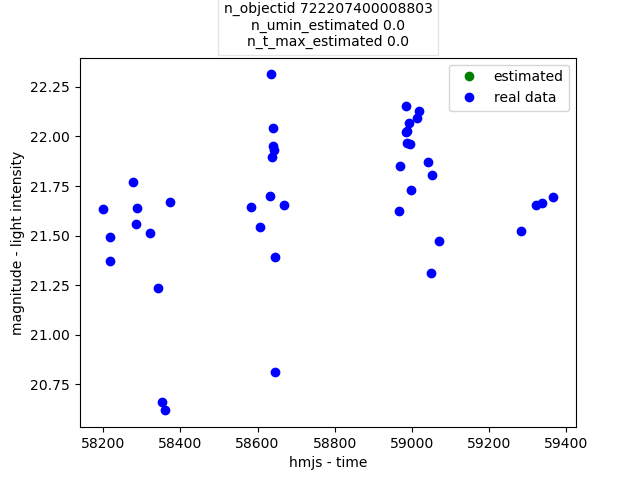 n_objectid 722207400008803
n_umin_estimated 0.0
n_t_max_estimated 0.0
estimated
real data
22.25
22.00
21.75
21.50
21.25
21.00
20.75
magnitude - light intensity
58200 58400 58600 58800 59000 59200 59400
hmjs - time